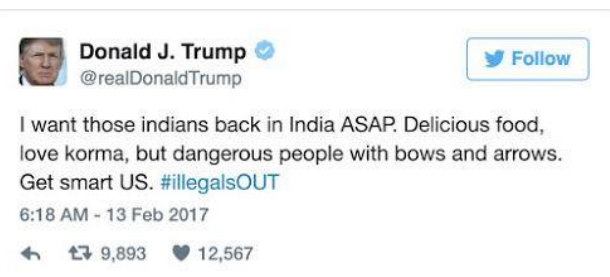 Donald J. Trump
@realDonaldTrump
Follow
I want those indians back in India ASAP. Delicious food,
love korma, but dangerous people with bows and arrows.
Get smart US. #illegalsOUT
6:18 AM - 13 Feb 2017
9,893 12,567